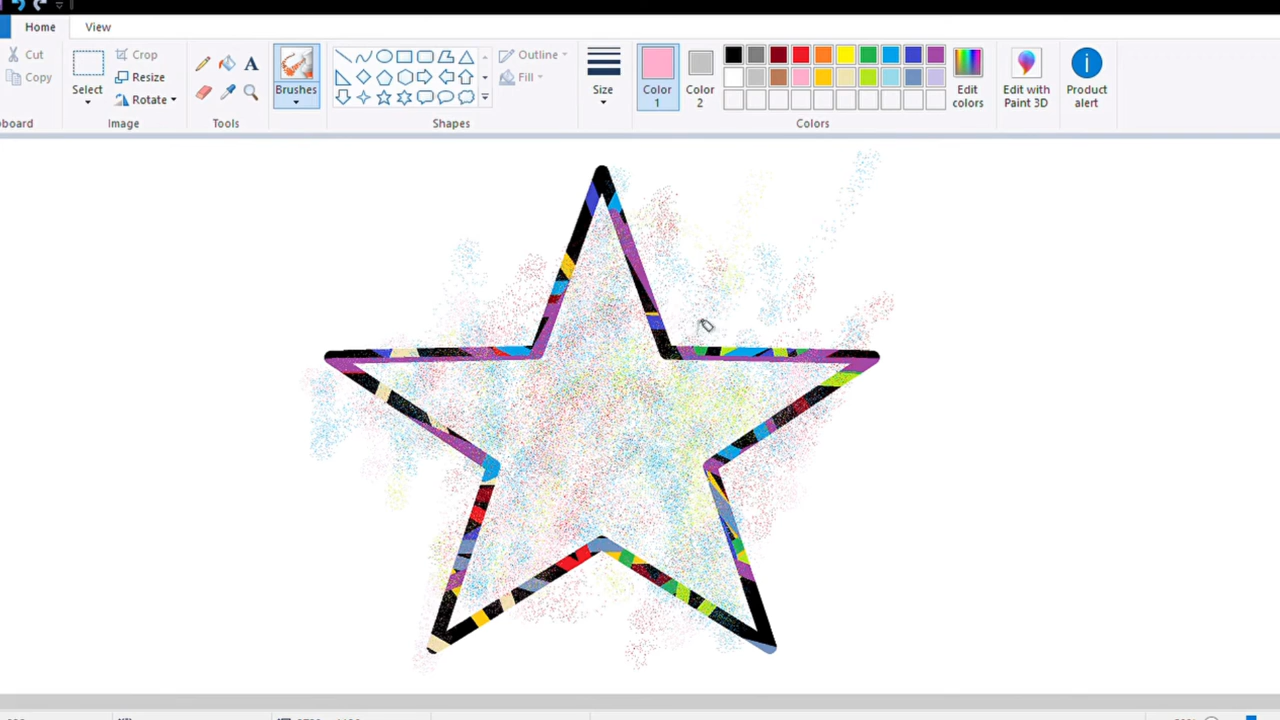 Home View
Cut
Copy
board
Select
Crop
Resize
Rotate
Image
A
Tools
Brushes
Shapes
Outline
Fill
Size
Color 1
Color 2
Edit colors
Colors
Edit with Paint 3D
Product alert